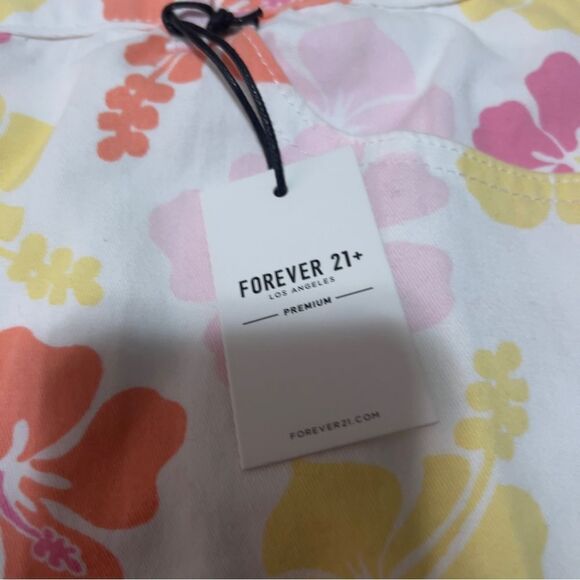 FOREVER 21+
LOS ANGELES
PREMIUM
FOREVER21.COM